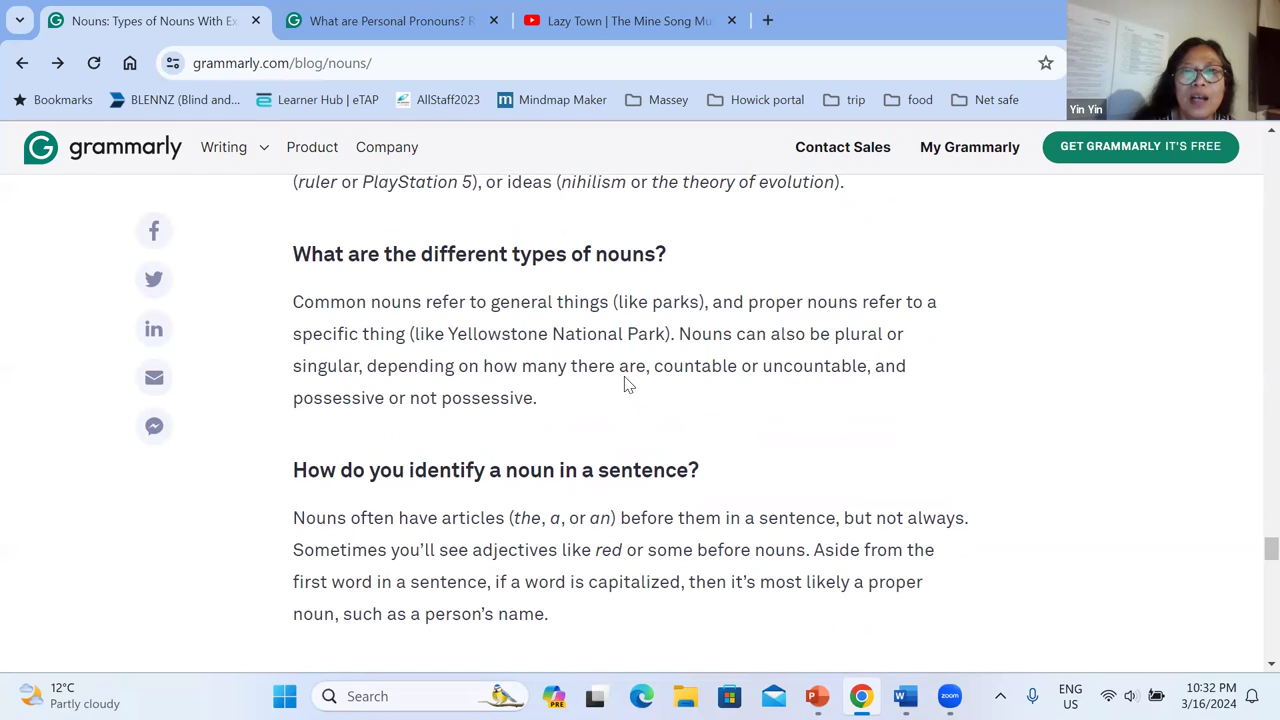 Nouns: Types of Nouns With Ex
What are Personal Pronouns? R
Lazy Town | The Mine Song Mu
grammarly.com/blog/nouns/
Bookmarks
BLENNZ (Blind and...
Learner Hub | eTAP
AllStaff2023
Mindmap Maker
Massey
Howick portal
trip
food
Net safe
Yin Yin
grammarly
Writing
Product
Company
Contact Sales
My Grammarly
GET GRAMMARLY IT'S FREE
(ruler or PlayStation 5), or ideas (nihilism or the theory of evolution).
What are the different types of nouns?
Common nouns refer to general things (like parks), and proper nouns refer to a
specific thing (like Yellowstone National Park). Nouns can also be plural or
singular, depending on how many there are, countable or uncountable, and
possessive or not possessive.
How do you identify a noun in a sentence?
Nouns often have articles (the, a, or an) before them in a sentence, but not always.
Sometimes you'll see adjectives like red or some before nouns. Aside from the
first word in a sentence, if a word is capitalized, then it's most likely a proper
noun, such as a person's name.
12°C
Partly cloudy
Search
PRE
ENG
US
10:32 PM
3/16/2024